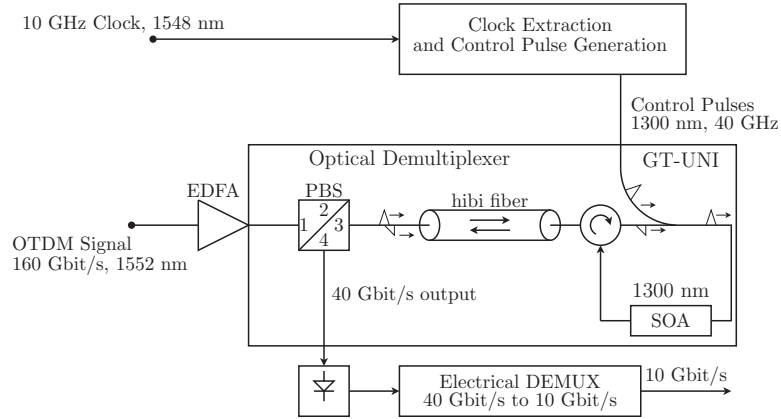 10 GHz Clock, 1548 nm
Clock Extraction
and Control Pulse Generation
Control Pulses
1300 nm, 40 GHz
Optical Demultiplexer
GT-UNI
EDFA
PBS
1
2
3
4
hibi fiber
OTDM Signal
160 Gbit/s, 1552 nm
40 Gbit/s output
1300 nm
SOA
Electrical DEMUX
40 Gbit/s to 10 Gbit/s
10 Gbit/s